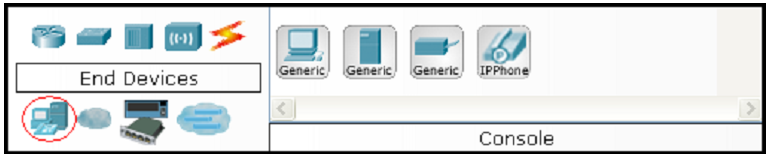 End Devices
Generic Generic Generic IPPhone
Console